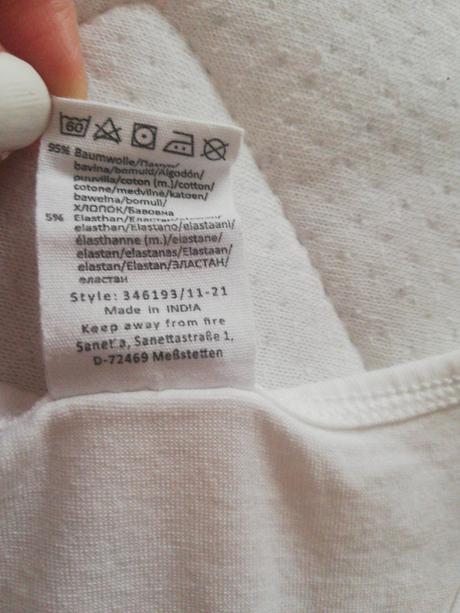 60
95% Baumwolle/
bavlna/bomuld/Algodón/
puuvilla/coton (m.)/cotton/
cotone/medvilnė/katoen/
bawełna/bomull/
ХЛОПОК/БАВОВНА
5% Elasthan/
elasthan/Elastano/elastaani/
élasthanne (m.)/elastane/
elastan/elastanas/Elastaan/
elastan/Elastan/ЭЛАСТАН/
еластан
Style: 346193/11-21
Made in INDIA
Keep away from fire
Sanetta, Sanettastraße 1,
D-72469 Meßstetten